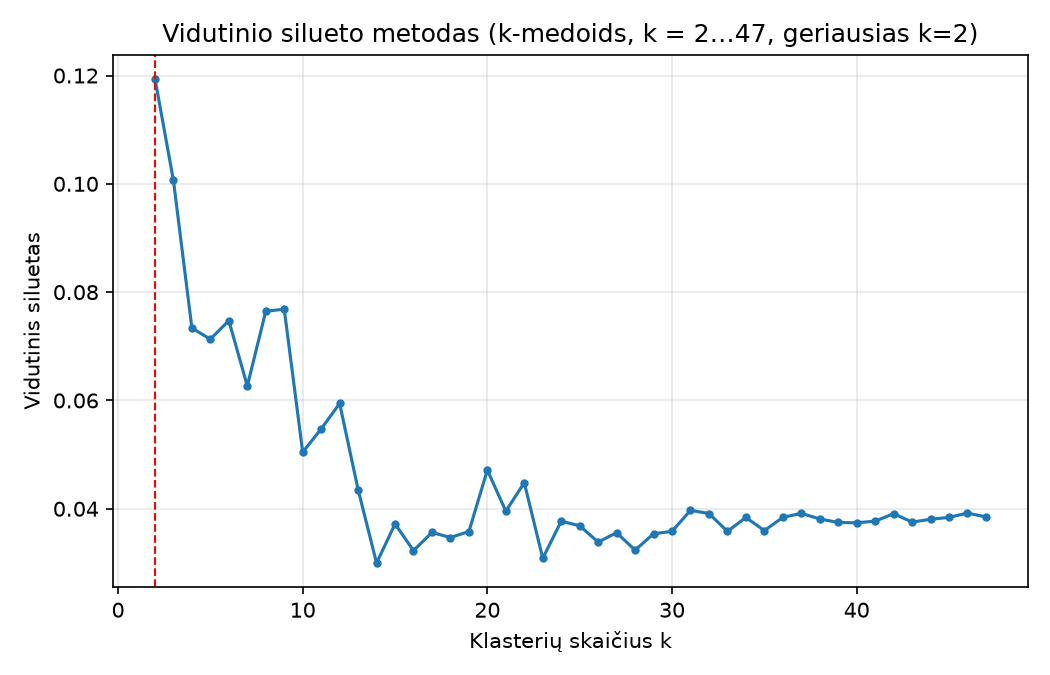 Vidutinio silueto metodas (k-medoids, k = 2...47, geriausias k=2)
Vidutinis siluetas
0.12
0.10
0.08
0.06
0.04
0 10 20 30 40
Klasterių skaičius k